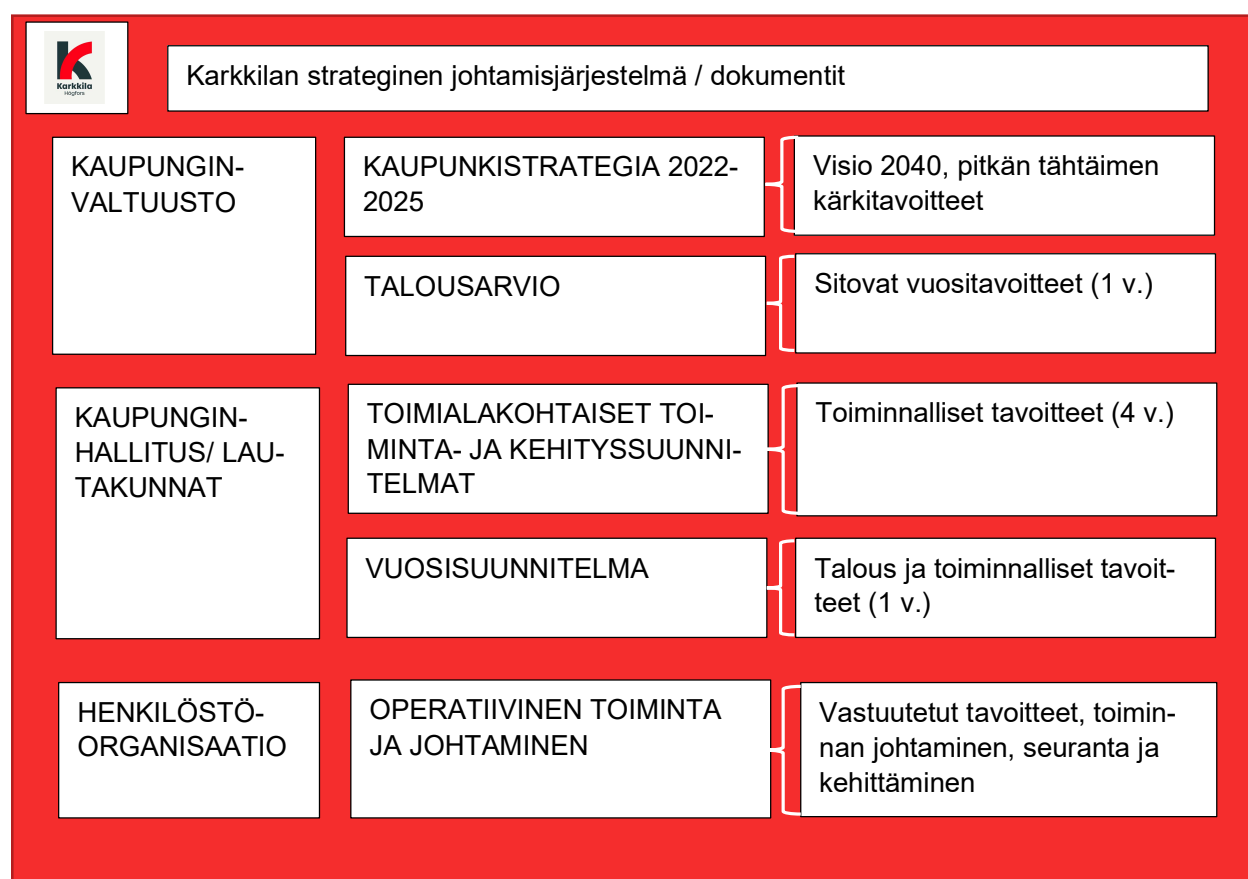 Karkkila
Högfors
Karkkilan strateginen johtamisjärjestelmä / dokumentit
KAUPUNGIN-
VALTUUSTO
KAUPUNKISTRATEGIA 2022-
2025
Visio 2040, pitkän tähtäimen
kärkitavoitteet
TALOUSARVIO
Sitovat vuositavoitteet (1 v.)
KAUPUNGIN-
HALLITUS/ LAU-
TAKUNNAT
TOIMIALAKOHTAISET TOI-
MINTA- JA KEHITYSSUUNNI-
TELMAT
Toiminnalliset tavoitteet (4 v.)
VUOSISUUNNITELMA
Talous ja toiminnalliset tavoit-
teet (1 v.)
HENKILÖSTÖ-
ORGANISAATIO
OPERATIIVINEN TOIMINTA
JA JOHTAMINEN
Vastuutetut tavoitteet, toimin-
nan johtaminen, seuranta ja
kehittäminen